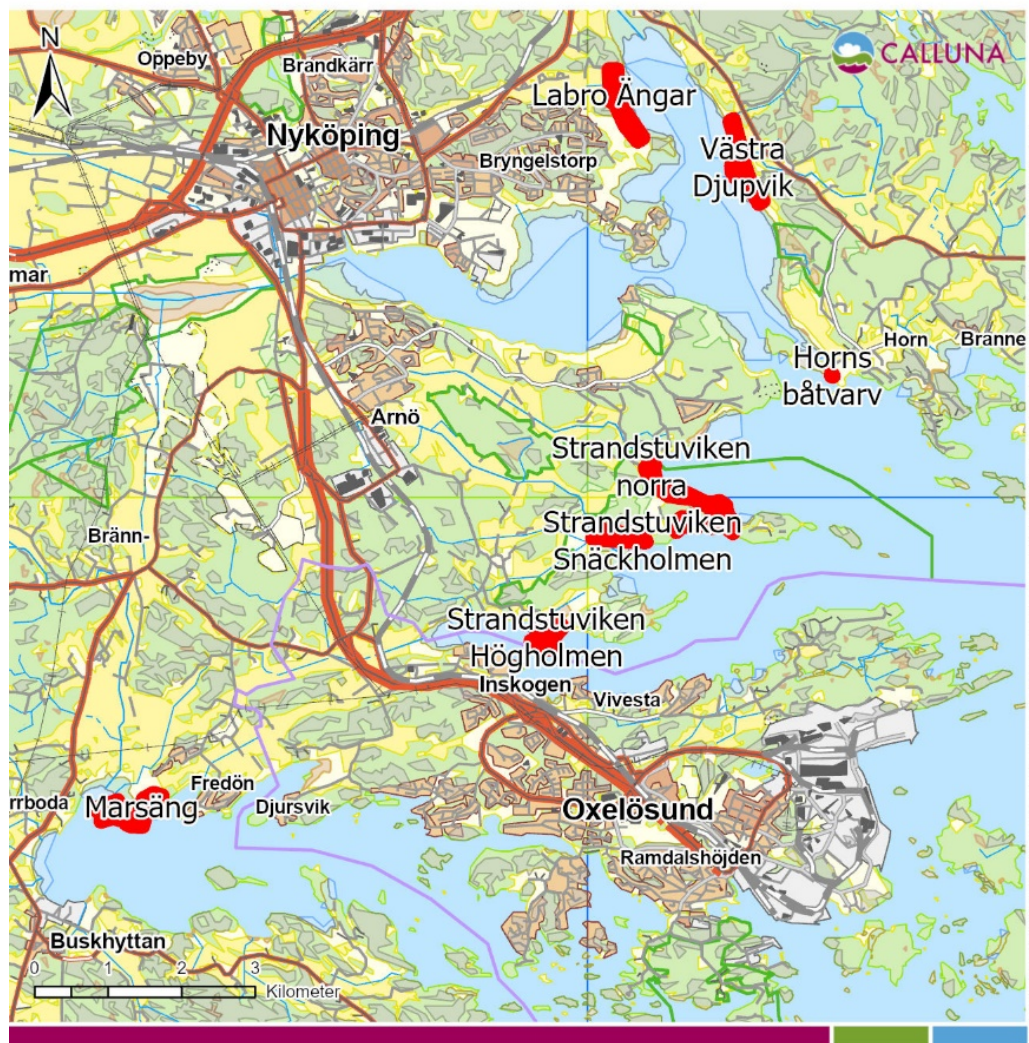 N
CALLUNA
Oppeby
Brandkärr
Labro Ängar
Nyköping
Bryngelstorp
Västra
Djupvik
mar
Horns
båtvarv
Horn
Branne
Arnö
Strandstuviken
norra
Strandstuviken
Snäckholmen
Bränn-
Strandstuviken
Högholmen
Inskogen
Vivesta
Fredön
rrboda
Marsäng
Djursvik
Oxelösund
Ramdalshöjden
Buskhyttan
0 1 2 3
Kilometer